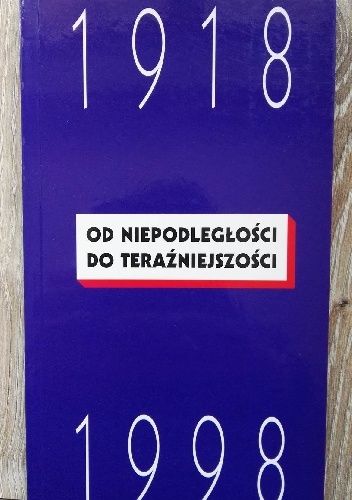 1918
OD NIEPODLEGŁOŚCI
DO TERAŹNIEJSZOŚCI
1998